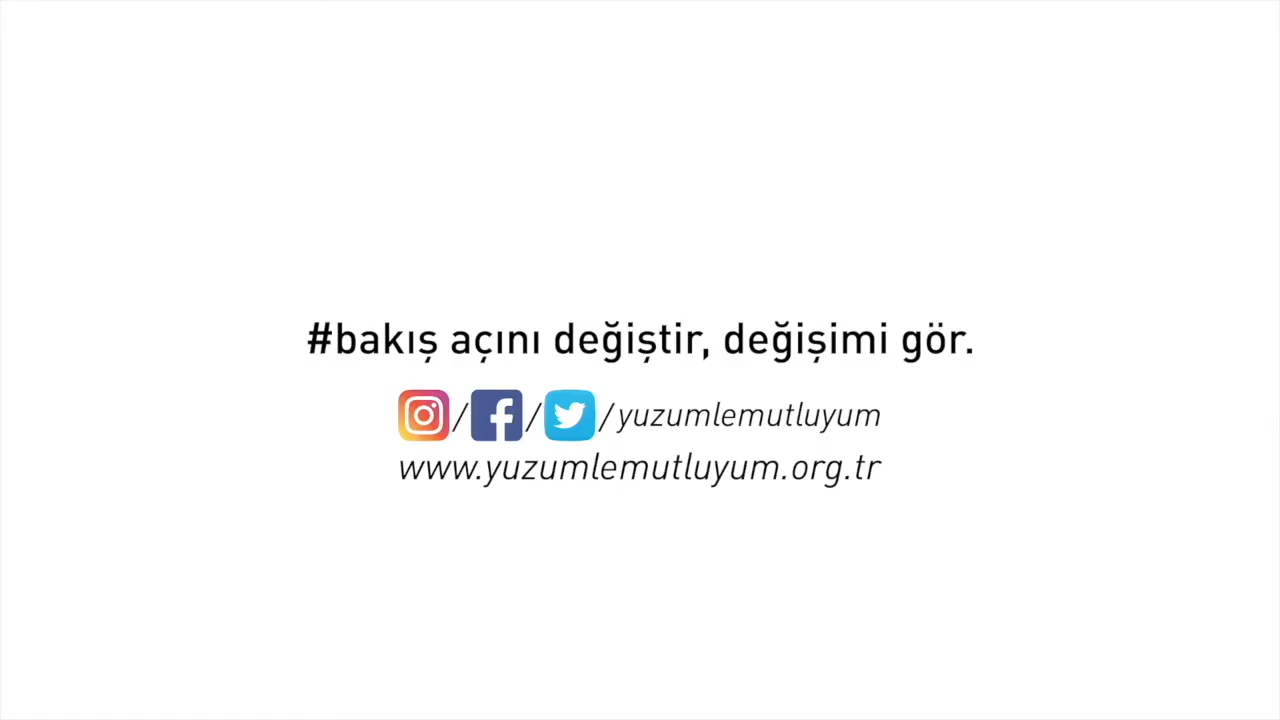 #bakış açını değiştir, değişimi gör.
/ / /yuzumlemutluyum
www.yuzumlemutluyum.org.tr